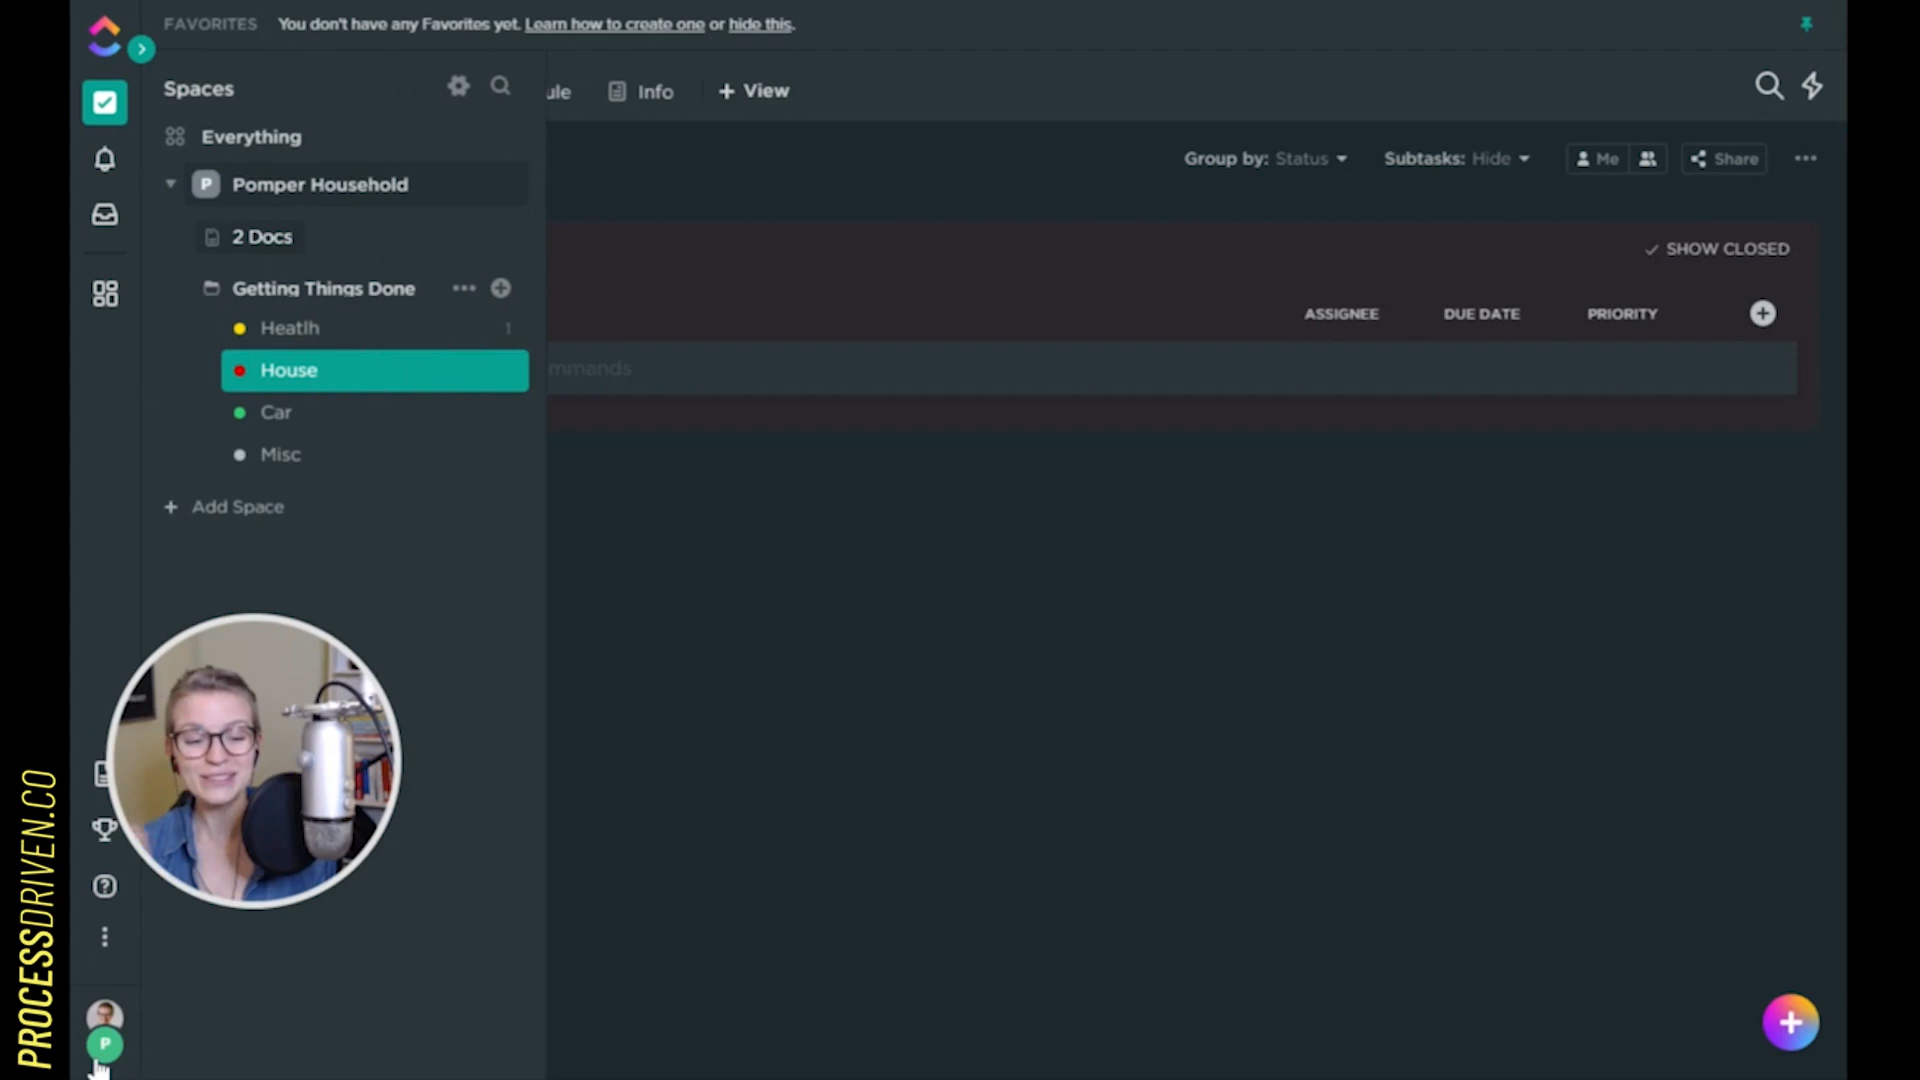 FAVORITES You don't have any Favorites yet. Learn how to create one or hide this.
Spaces
ule Info + View
Everything
P Pomper Household
Group by: Status Subtasks: Hide Me Share
2 Docs
SHOW CLOSED
Getting Things Done
ASSIGNEE DUE DATE PRIORITY
Heatlh 1
House
mmands
Car
Misc
+ Add Space
P
PROCESSDRIVEN.CO